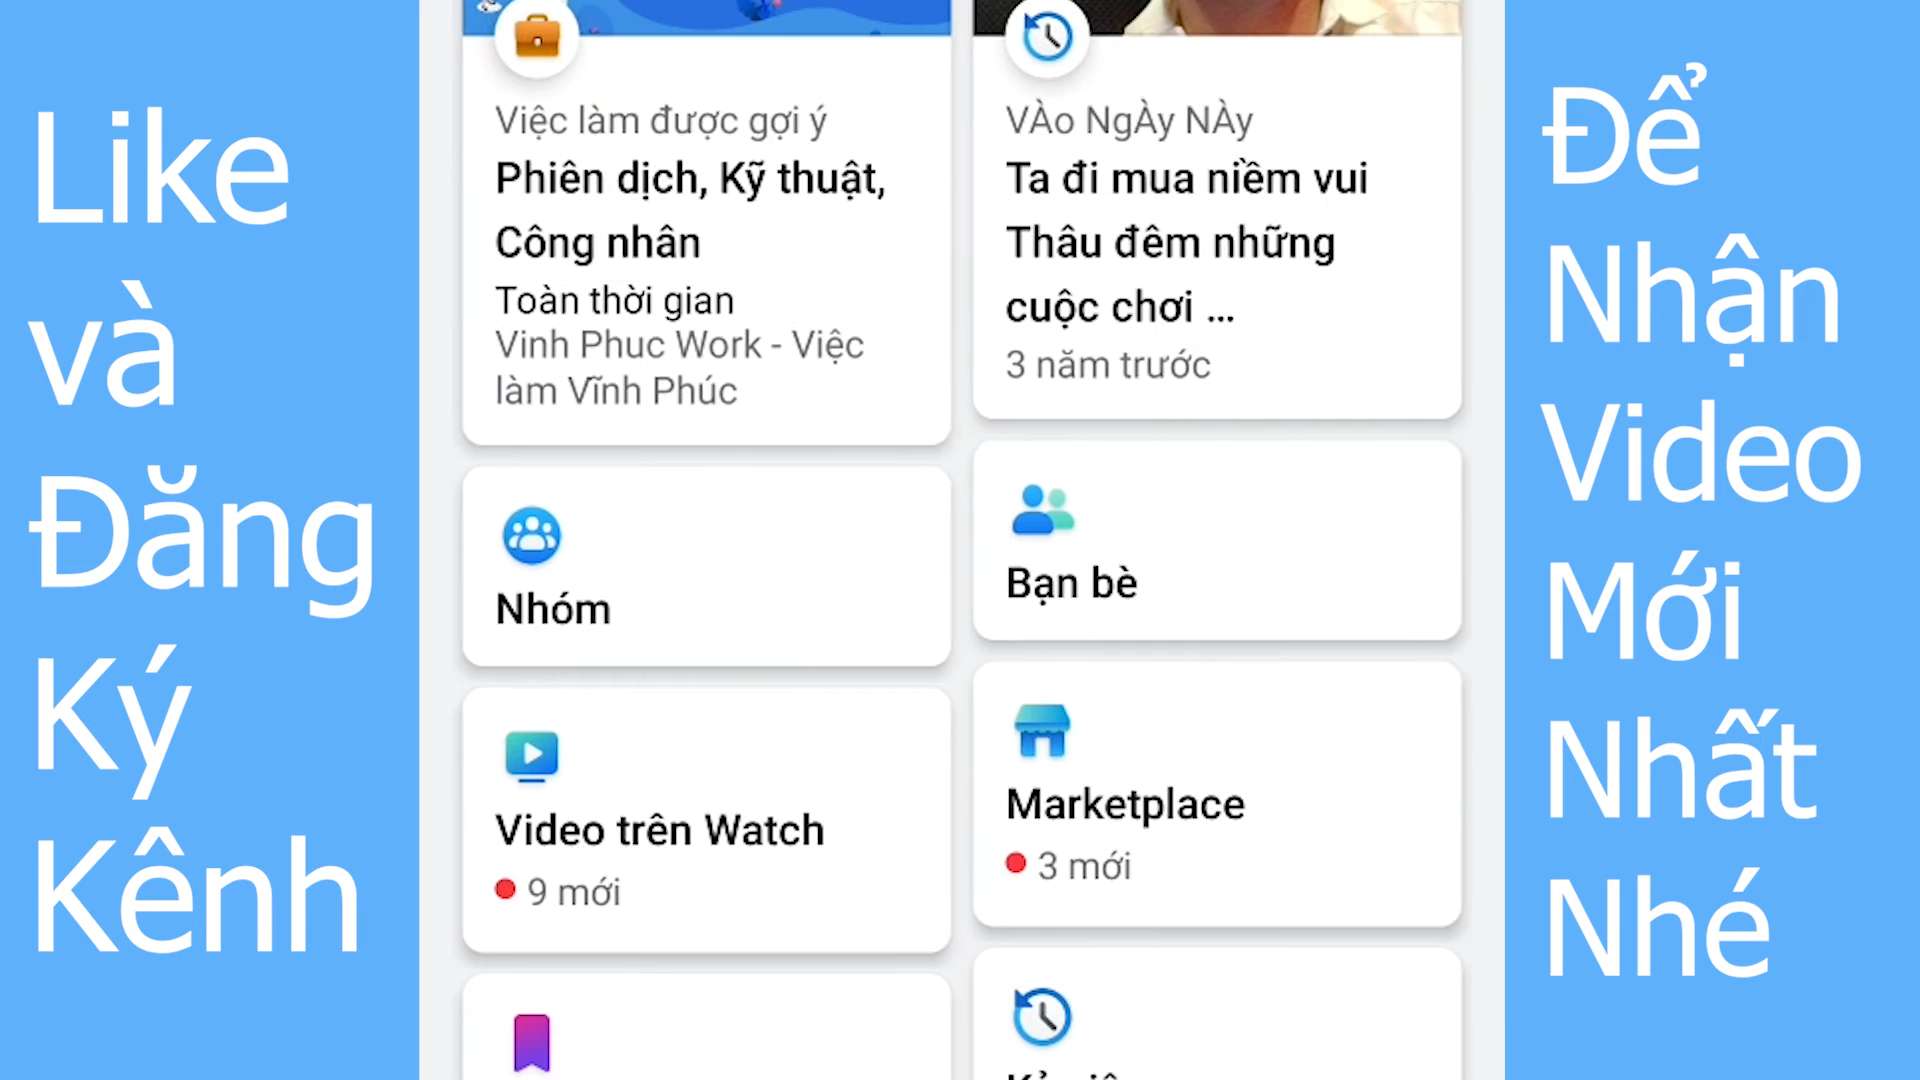 Like
và
Đăng
Ký
Kênh
Việc làm được gợi ý
Phiên dịch, Kỹ thuật,
Công nhân
Toàn thời gian
Vinh Phuc Work - Việc
làm Vĩnh Phúc
Nhóm
Video trên Watch
9 mới
VÀo NgÀy NÀy
Ta đi mua niềm vui
Thâu đêm những
cuộc chơi ...
3 năm trước
Bạn bè
Marketplace
3 mới
Để
Nhận
Video
Mới
Nhất
Nhé